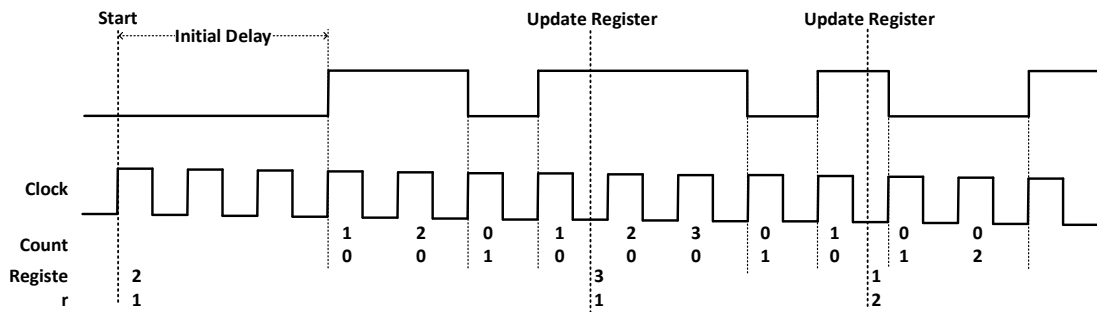 Start
Update Register
Update Register
Initial Delay
Clock
1 2 0 1 2 3 0 1 0 0
Count
0 0 1 0 0 0 1 0 1 2
Registe 2 3 1
r 1 1 2